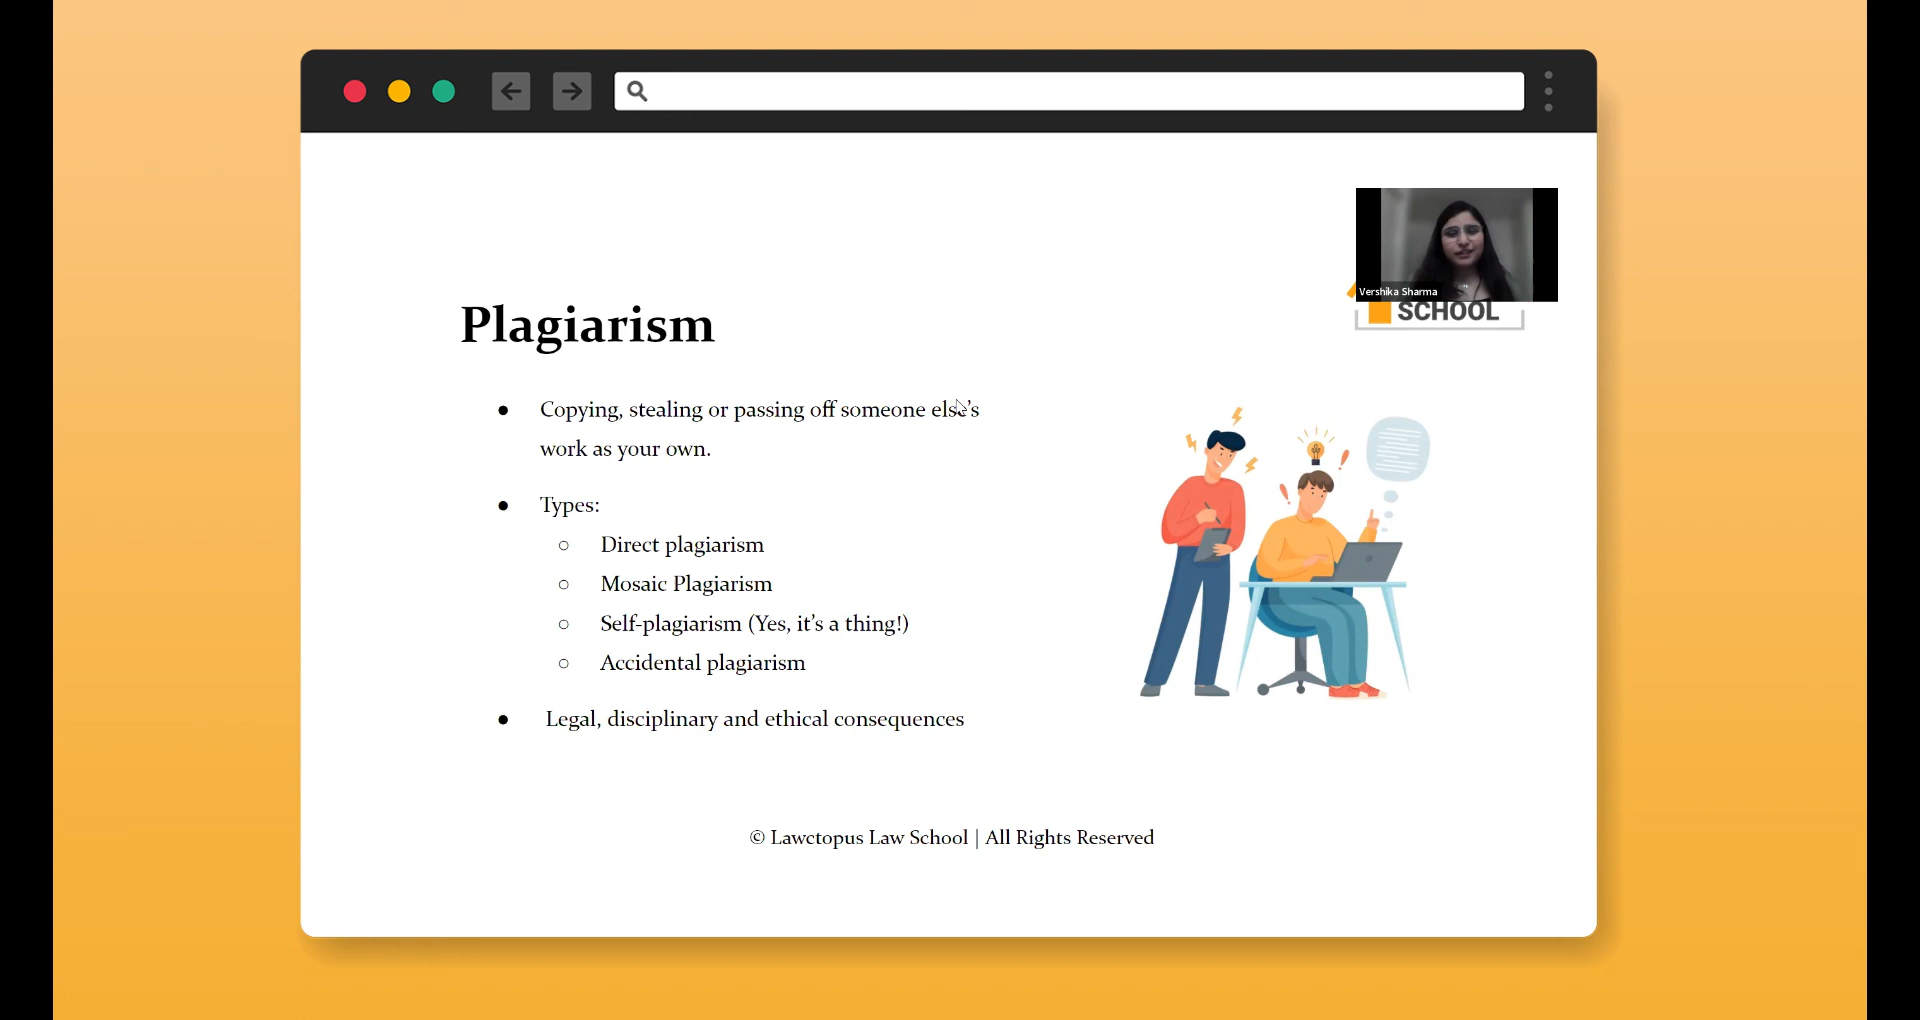 Vershika Sharma
SCHOOL
Plagiarism
● Copying, stealing or passing off someone else's
work as your own.
● Types:
○ Direct plagiarism
○ Mosaic Plagiarism
○ Self-plagiarism (Yes, it's a thing!)
○ Accidental plagiarism
● Legal, disciplinary and ethical consequences
© Lawctopus Law School | All Rights Reserved